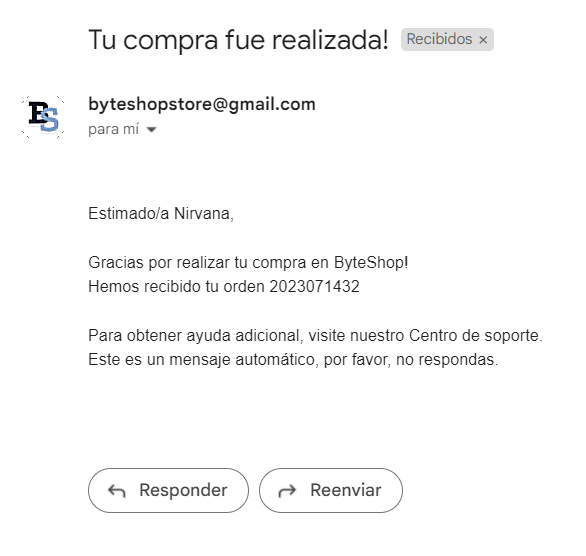 Tu compra fue realizada! Recibidos ×
BS
byteshopstore@gmail.com
para mí
Estimado/a Nirvana,
Gracias por realizar tu compra en ByteShop!
Hemos recibido tu orden 2023071432
Para obtener ayuda adicional, visite nuestro Centro de soporte.
Este es un mensaje automático, por favor, no respondas.
Responder Reenviar